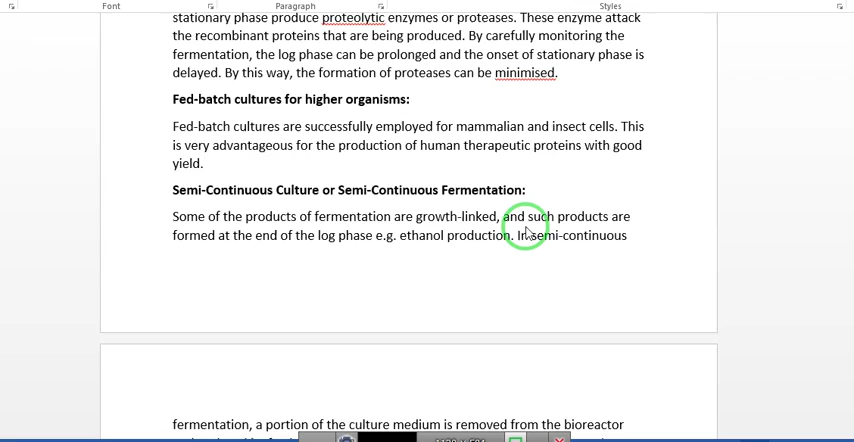 Font Paragraph Styles
stationary phase produce proteolytic enzymes or proteases. These enzyme attack
the recombinant proteins that are being produced. By carefully monitoring the
fermentation, the log phase can be prolonged and the onset of stationary phase is
delayed. By this way, the formation of proteases can be minimised.
Fed-batch cultures for higher organisms:
Fed-batch cultures are successfully employed for mammalian and insect cells. This
is very advantageous for the production of human therapeutic proteins with good
yield.
Semi-Continuous Culture or Semi-Continuous Fermentation:
Some of the products of fermentation are growth-linked, and such products are
formed at the end of the log phase e.g. ethanol production. In semi-continuous
fermentation, a portion of the culture medium is removed from the bioreactor